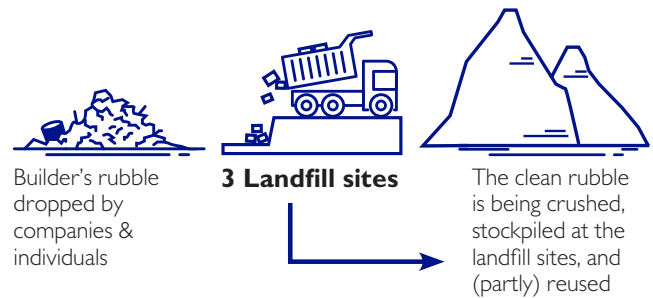 Builder's rubble
dropped by
companies &
individuals
3 Landfill sites
The clean rubble
is being crushed,
stockpiled at the
landfill sites, and
(partly) reused